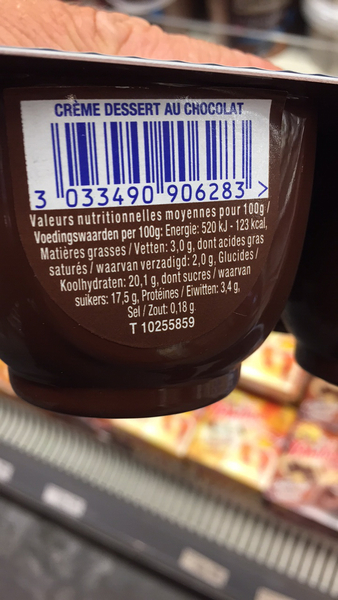 CRÈME DESSERT AU CHOCOLAT
3 033490 906283 >
Valeurs nutritionnelles moyennes pour 100g /
Voedingswaarden per 100g: Energie: 520 kJ - 123 kcal,
Matières grasses / Vetten: 3,0 g, dont acides gras
saturés / waarvan verzadigd: 2,0 g, Glucides /
Koolhydraten: 20,1 g, dont sucres / waarvan
suikers: 17,5 g, Protéines / Eiwitten: 3,4 g,
Sel / Zout: 0,18 g
T 10255859